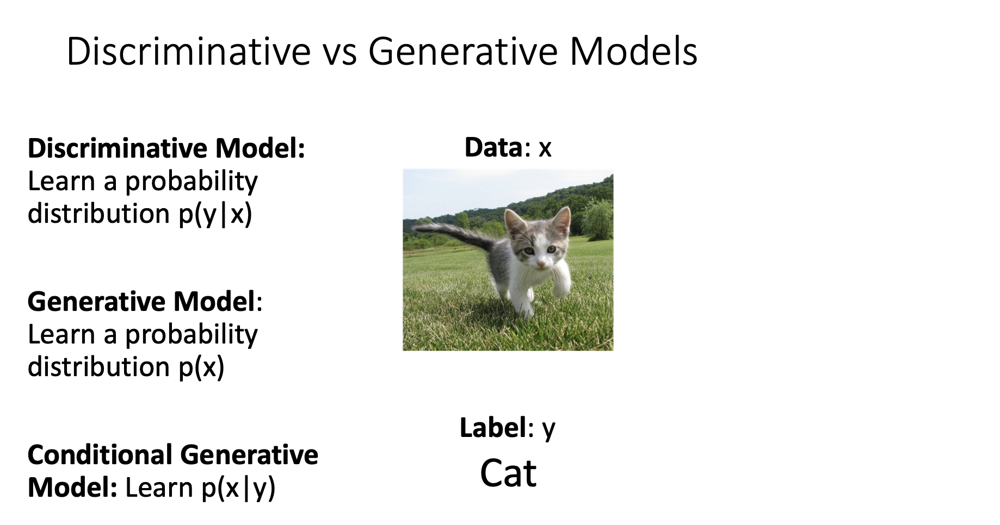 Discriminative vs Generative Models
Discriminative Model:
Learn a probability
distribution p(y|x)
Generative Model:
Learn a probability
distribution p(x)
Conditional Generative
Model: Learn p(x|y)
Data: x
Label: y
Cat